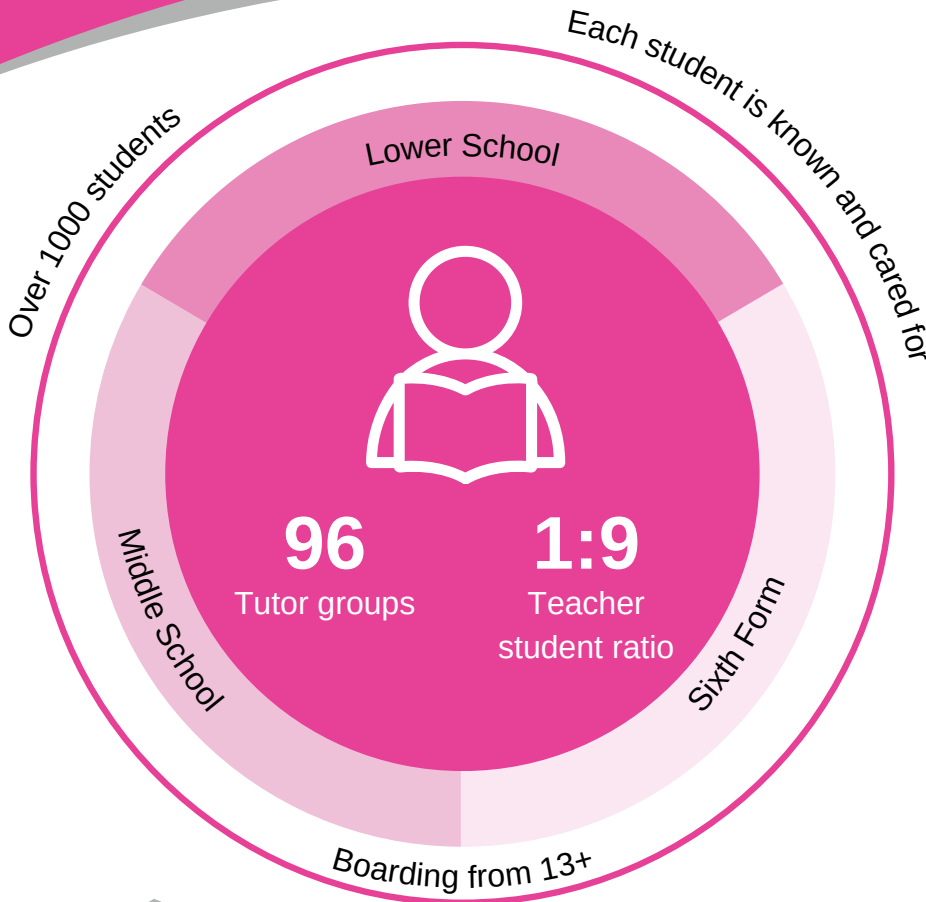 Each student is known and cared for
Over 1000 students
Lower School
96
Tutor groups
1:9
Teacher
student ratio
Middle School
Sixth Form
Boarding from 13+